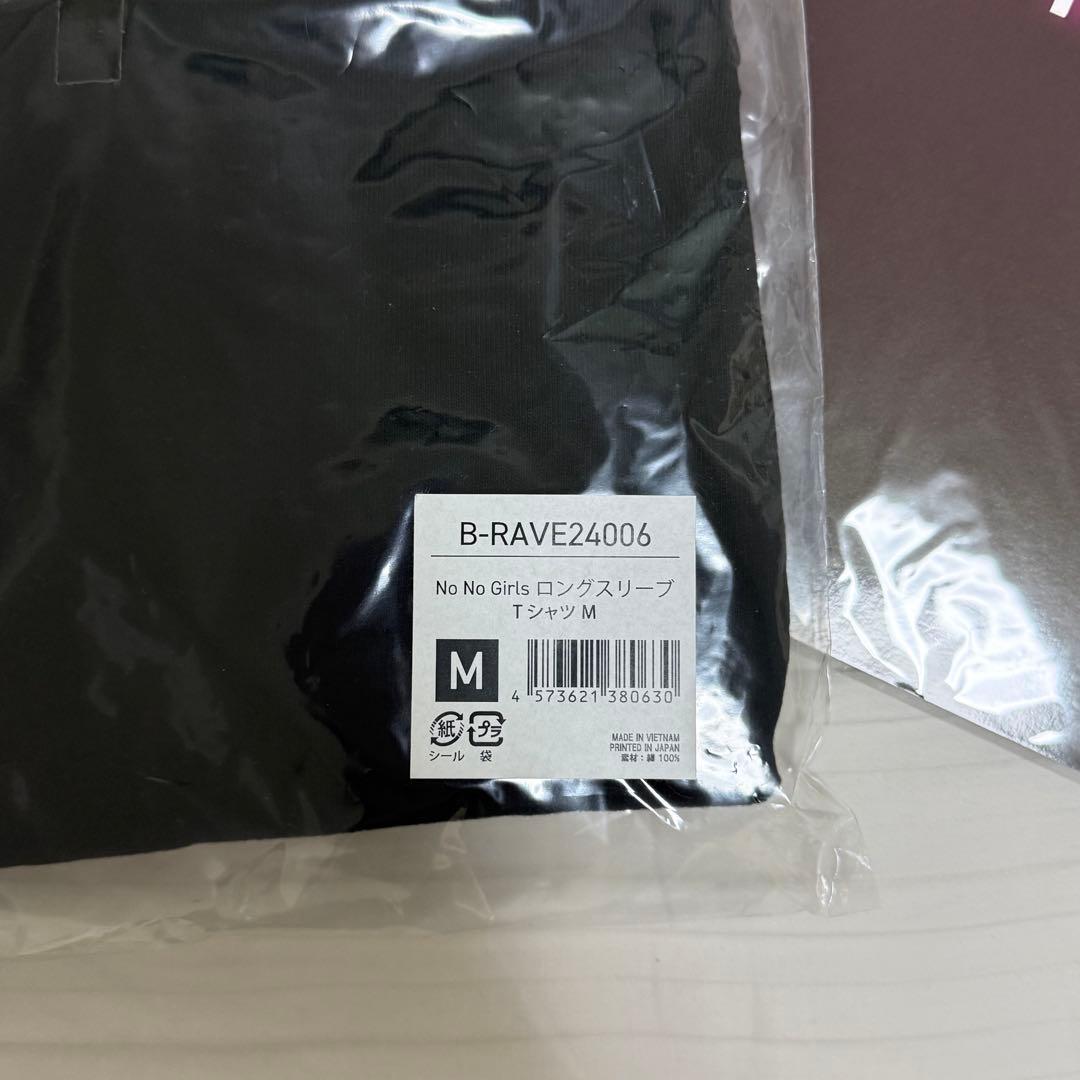 B-RAVE24006
No No Girls ロングスリーブ
Tシャツ M
M
4 573621 380630
紙 プラ
シール 袋
MADE IN VIETNAM
PRINTED IN JAPAN
素材：綿 100%